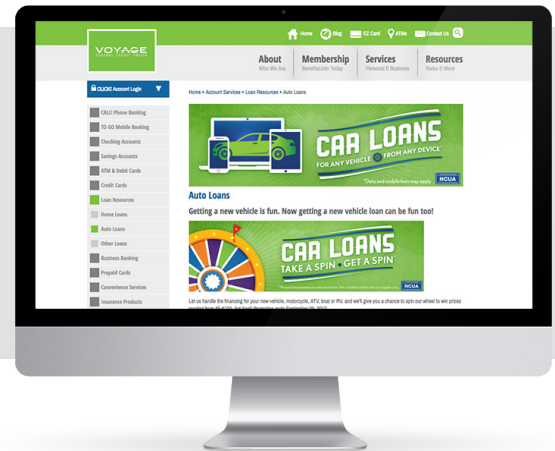 Home Blog EZ Card ATMs Contact Us
VOYAGE
FEDERAL CREDIT UNION
About Membership Services Resources
Who We Are Benefits/Join Today Personal & Business Rates & More
CLICK! Account Login
Home • Account Services • Loan Resources • Auto Loans
CALL! Phone Banking
TO GO Mobile Banking
Checking Accounts
Savings Accounts
ATM & Debit Cards
Credit Cards
Loan Resources
Home Loans
Auto Loans
Other Loans
Business Banking
Prepaid Cards
Convenience Services
Insurance Products
CAR LOANS
FOR ANY VEHICLE FROM ANY DEVICE*
*Data and mobile loan may apply.
NCUA
Auto Loans
Getting a new vehicle is fun. Now getting a new vehicle loan can be fun too!
CAR LOANS
TAKE A SPIN • GET A SPIN*
NCUA
Let us handle the financing for your new vehicle, motorcycle, ATV, boat or RV, and we'll give you a chance to spin our wheel to win prizes